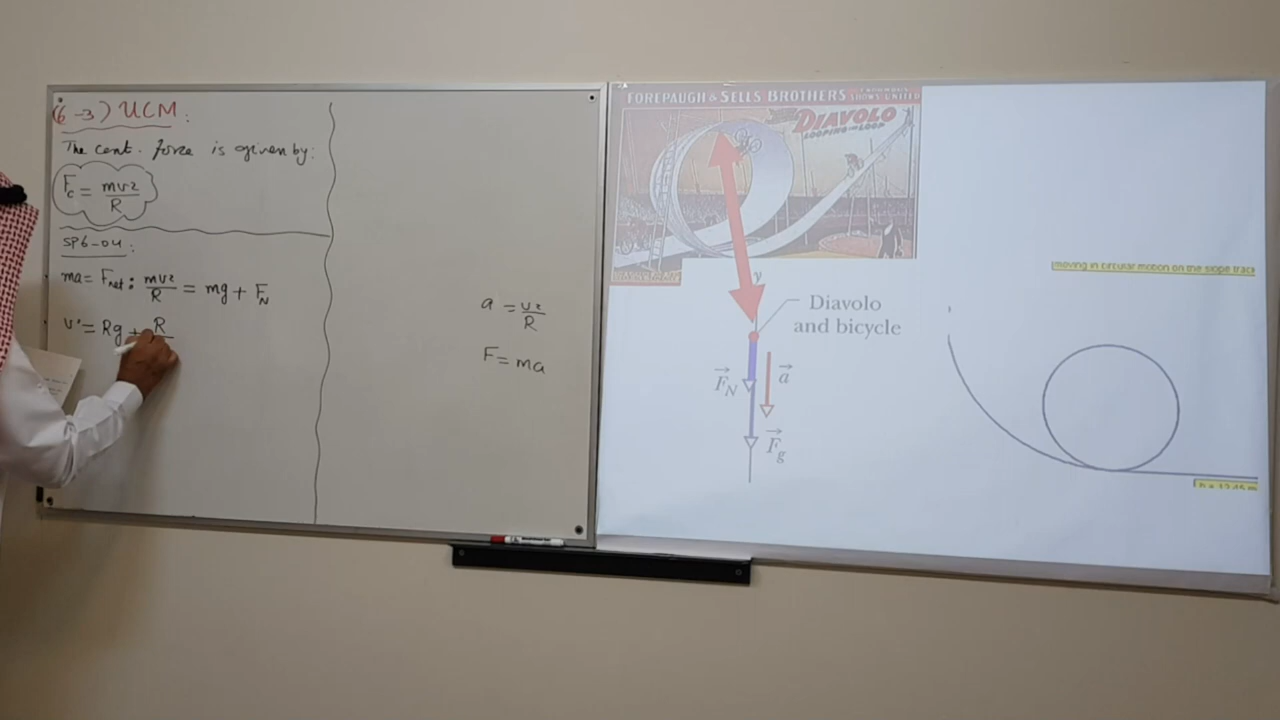 (6-3) UCM:
The cent. force is given by:
Fc = mv²/R
SP6-04:
ma = Fnet : mv²/R = mg + FN
v² = Rg + R
a = v²/R
F = ma
FOREPAUGH & SELLS BROTHERS
SHOWS UNITED
DIAVOLO
LOOPING THE LOOP
y
Diavolo
and bicycle
FN
a
Fg
moving in circular motion on the slope track